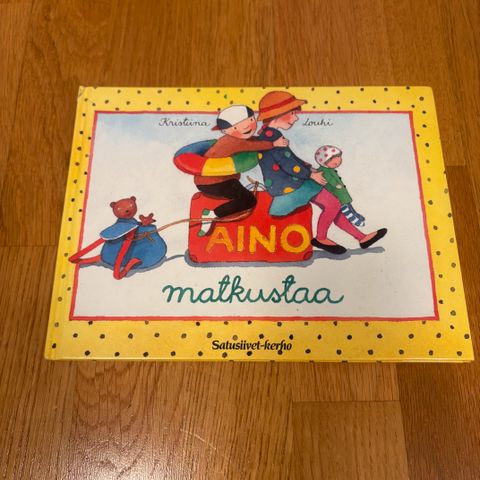 Kristiina Louhi
AINO
matkustaa
Satusiivet-kerho